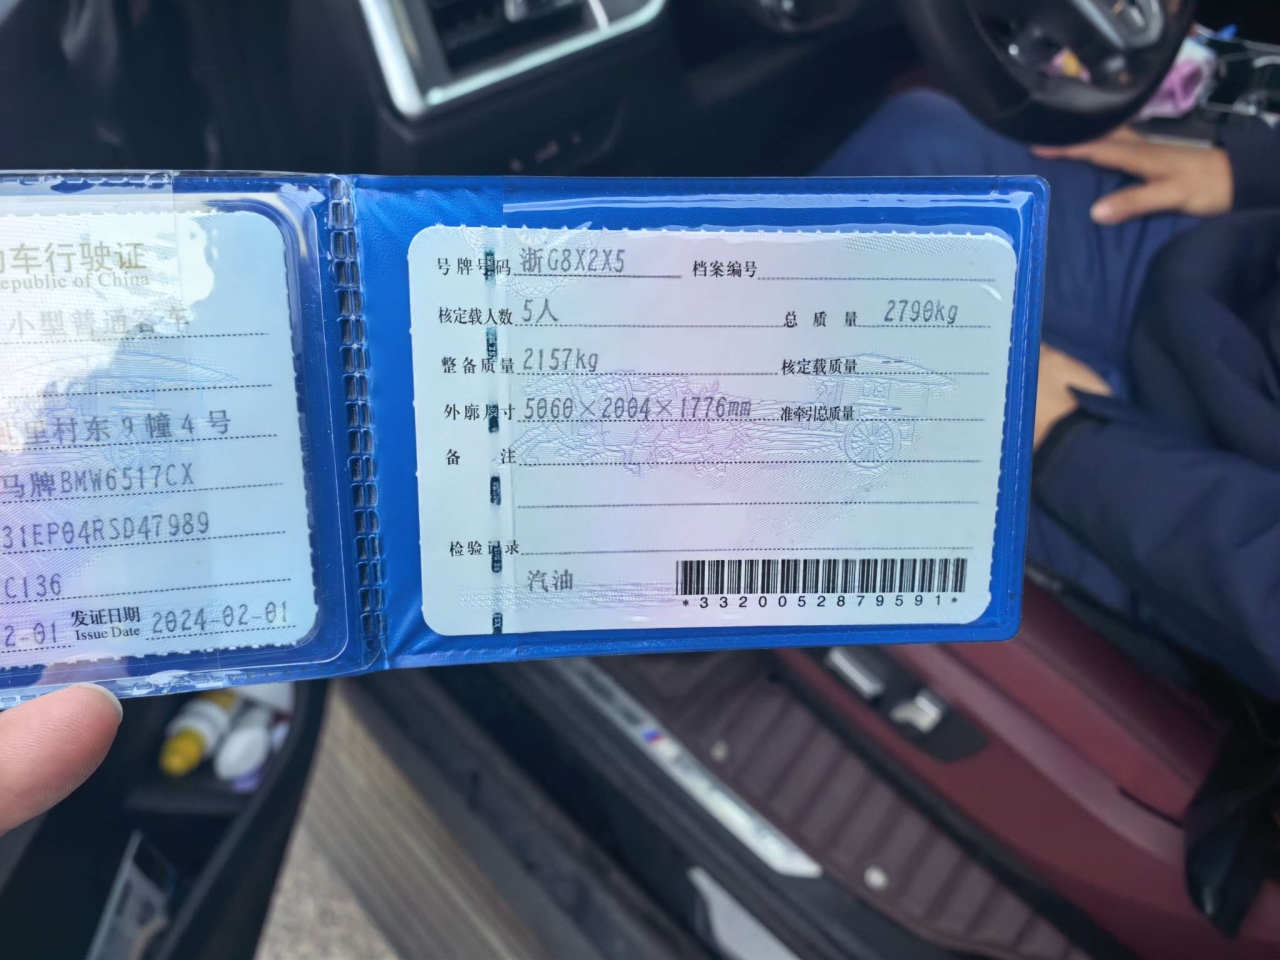 车行驶证
epublic of China
小型普通客车
里村东9幢4号
马牌BMW6517CX
31EP04RSD47989
C136
2-01 发证日期 Issue Date 2024-02-01
号牌号码 浙G8X2X5 档案编号
核定载人数 5人 总质量 2790kg
整备质量 2157kg 核定载质量
外廓尺寸 5060×2004×1776mm 准牵引总质量
备注
检验记录
汽油
*3320052879591*